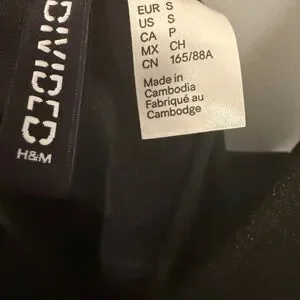 DIVIDED
H&M
EUR S
US S
CA P
MX CH
CN 165/88A
Made in
Cambodia
Fabriqué au
Cambodge